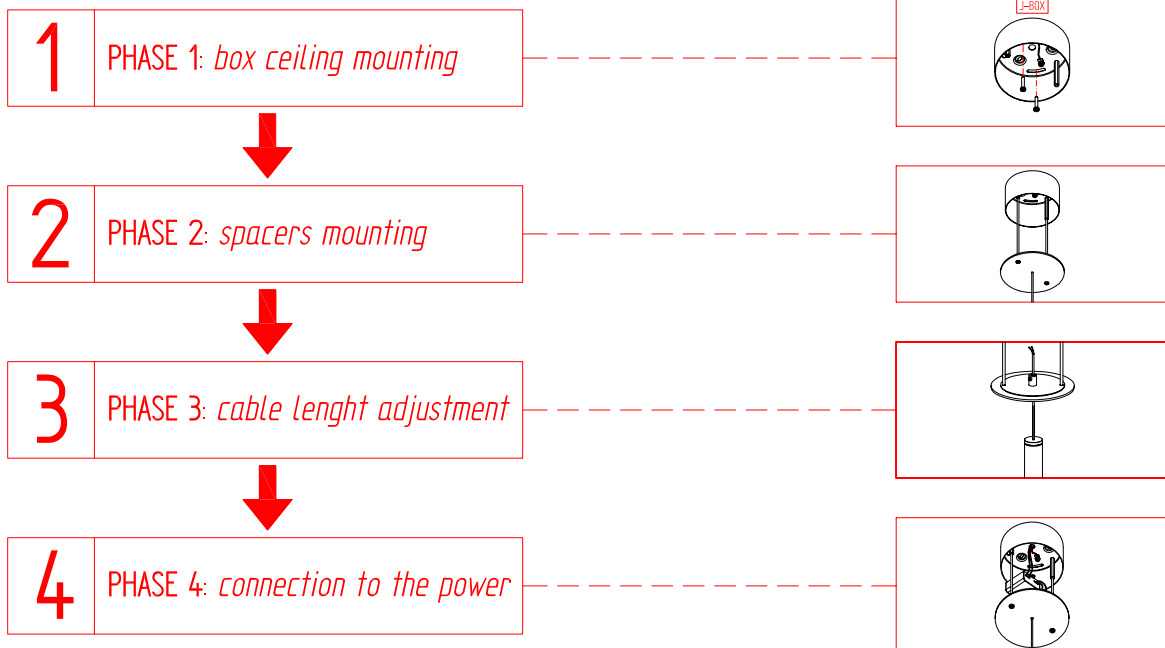 J-BOX
1
PHASE 1: box ceiling mounting
2
PHASE 2: spacers mounting
3
PHASE 3: cable lenght adjustment
4
PHASE 4: connection to the power